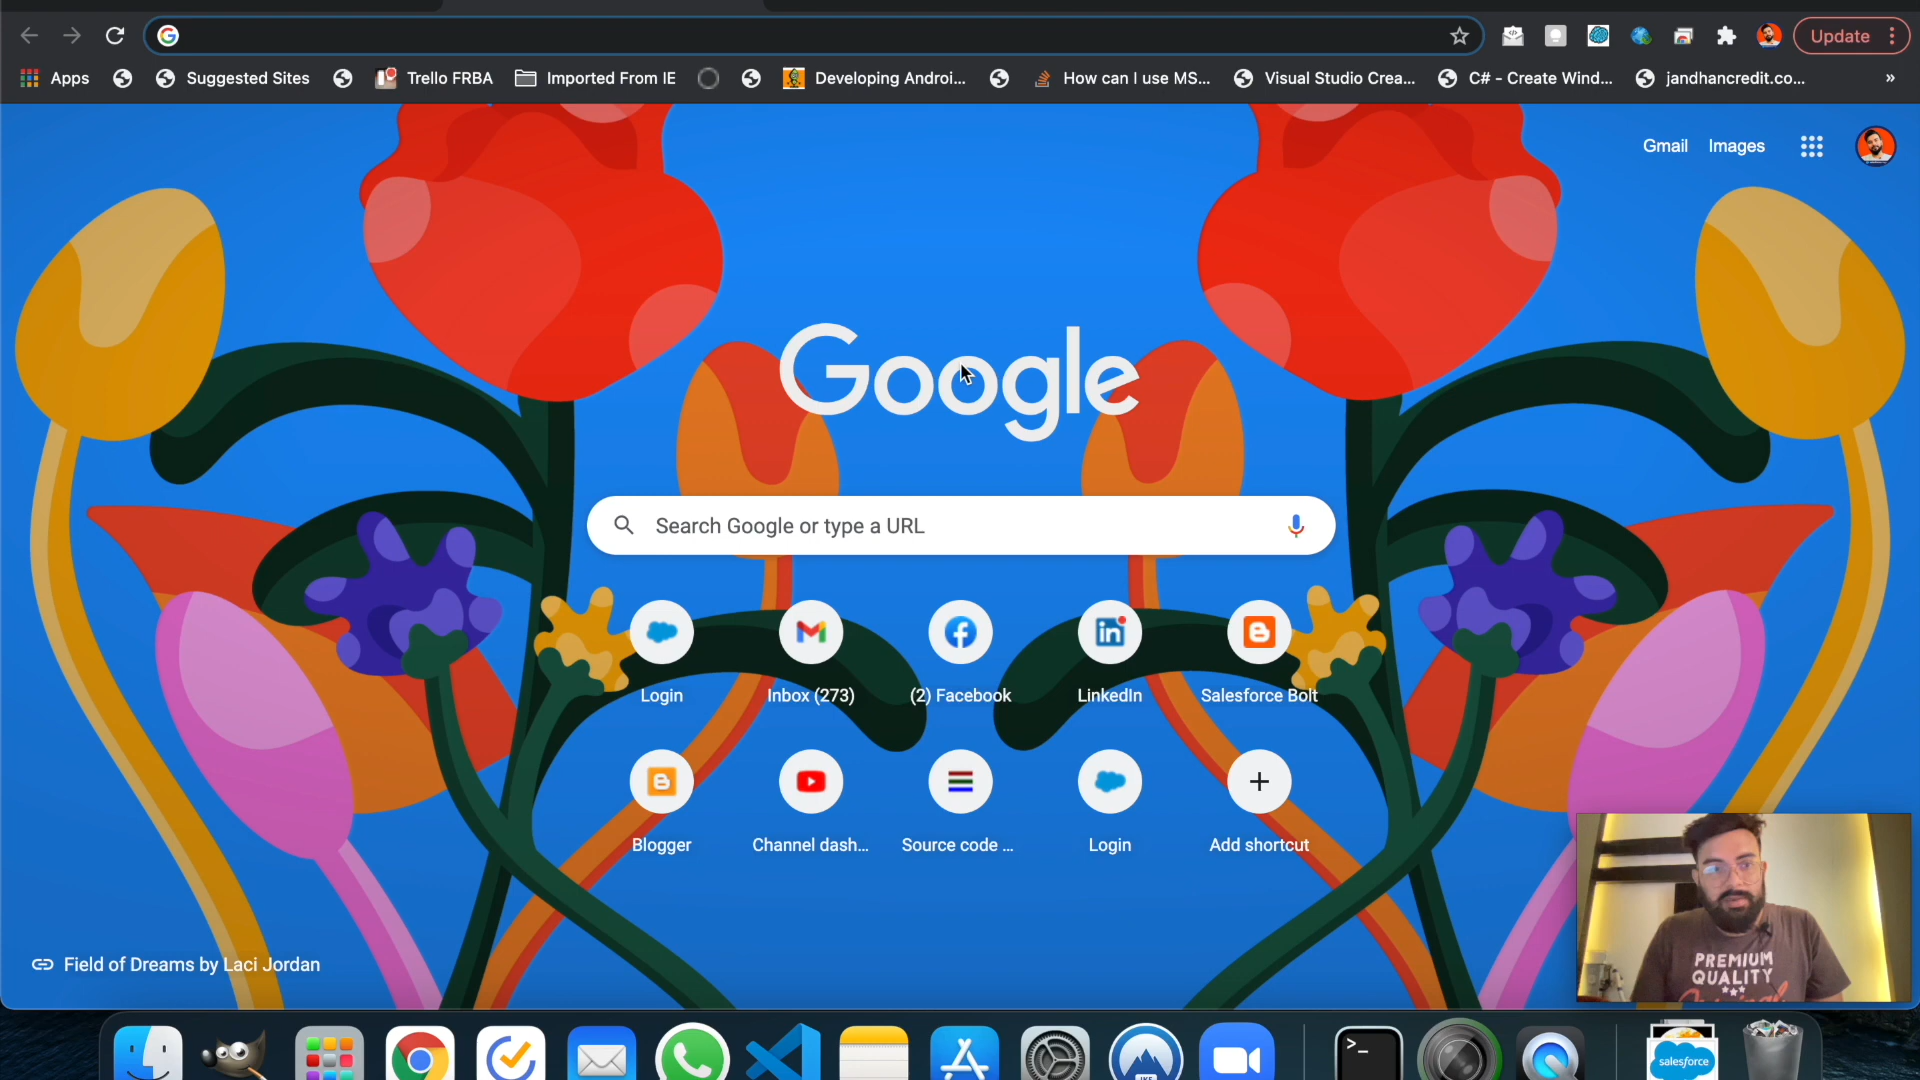 Update
Apps
Suggested Sites
Trello FRBA
Imported From IE
Developing Androi...
How can I use MS...
Visual Studio Crea...
C# - Create Wind...
jandhancredit.co...
»
Gmail
Images
Google
Search Google or type a URL
Login
Inbox (273)
(2) Facebook
LinkedIn
Salesforce Bolt
Blogger
Channel dash...
Source code ...
Login
Add shortcut
Field of Dreams by Laci Jordan
PREMIUM
QUALITY
Original
salesforce